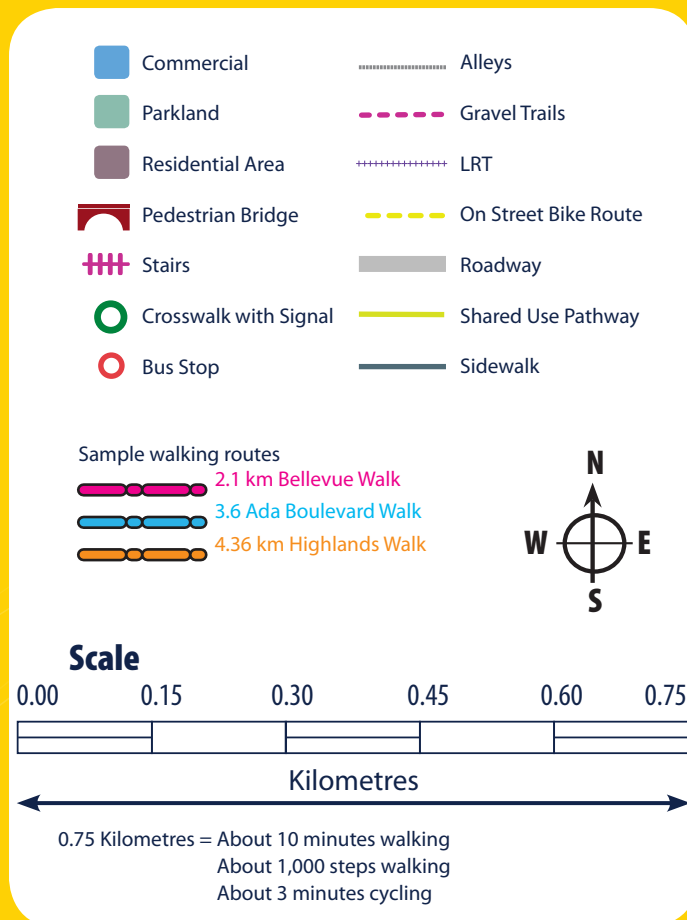 Commercial
Parkland
Residential Area
Pedestrian Bridge
Stairs
Crosswalk with Signal
Bus Stop
Alleys
Gravel Trails
LRT
On Street Bike Route
Roadway
Shared Use Pathway
Sidewalk
Sample walking routes
2.1 km Bellevue Walk
3.6 Ada Boulevard Walk
4.36 km Highlands Walk
N
W E
S
Scale
0.00 0.15 0.30 0.45 0.60 0.75
Kilometres
0.75 Kilometres = About 10 minutes walking
About 1,000 steps walking
About 3 minutes cycling